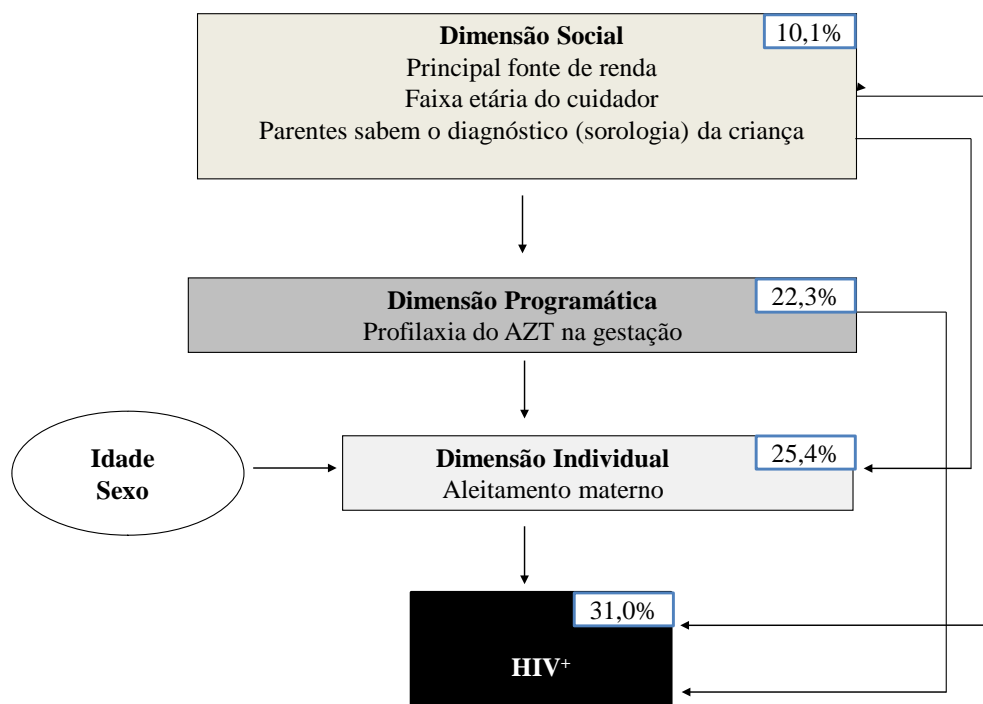 10,1%
Dimensão Social
Principal fonte de renda
Faixa etária do cuidador
Parentes sabem o diagnóstico (sorologia) da criança
22,3%
Dimensão Programática
Profilaxia do AZT na gestação
Idade
Sexo
25,4%
Dimensão Individual
Aleitamento materno
31,0%
HIV⁺